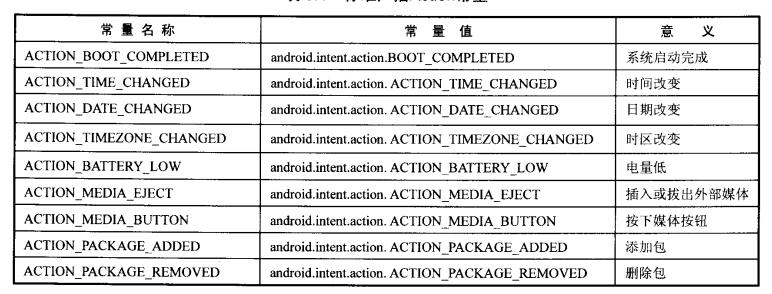 常 量 名 称 常 量 值 意 义
ACTION_BOOT_COMPLETED android.intent.action.BOOT_COMPLETED 系统启动完成
ACTION_TIME_CHANGED android.intent.action. ACTION_TIME_CHANGED 时间改变
ACTION_DATE_CHANGED android.intent.action. ACTION_DATE_CHANGED 日期改变
ACTION_TIMEZONE_CHANGED android.intent.action. ACTION_TIMEZONE_CHANGED 时区改变
ACTION_BATTERY_LOW android.intent.action. ACTION_BATTERY_LOW 电量低
ACTION_MEDIA_EJECT android.intent.action. ACTION_MEDIA_EJECT 插入或拔出外部媒体
ACTION_MEDIA_BUTTON android.intent.action. ACTION_MEDIA_BUTTON 按下媒体按钮
ACTION_PACKAGE_ADDED android.intent.action. ACTION_PACKAGE_ADDED 添加包
ACTION_PACKAGE_REMOVED android.intent.action. ACTION_PACKAGE_REMOVED 删除包